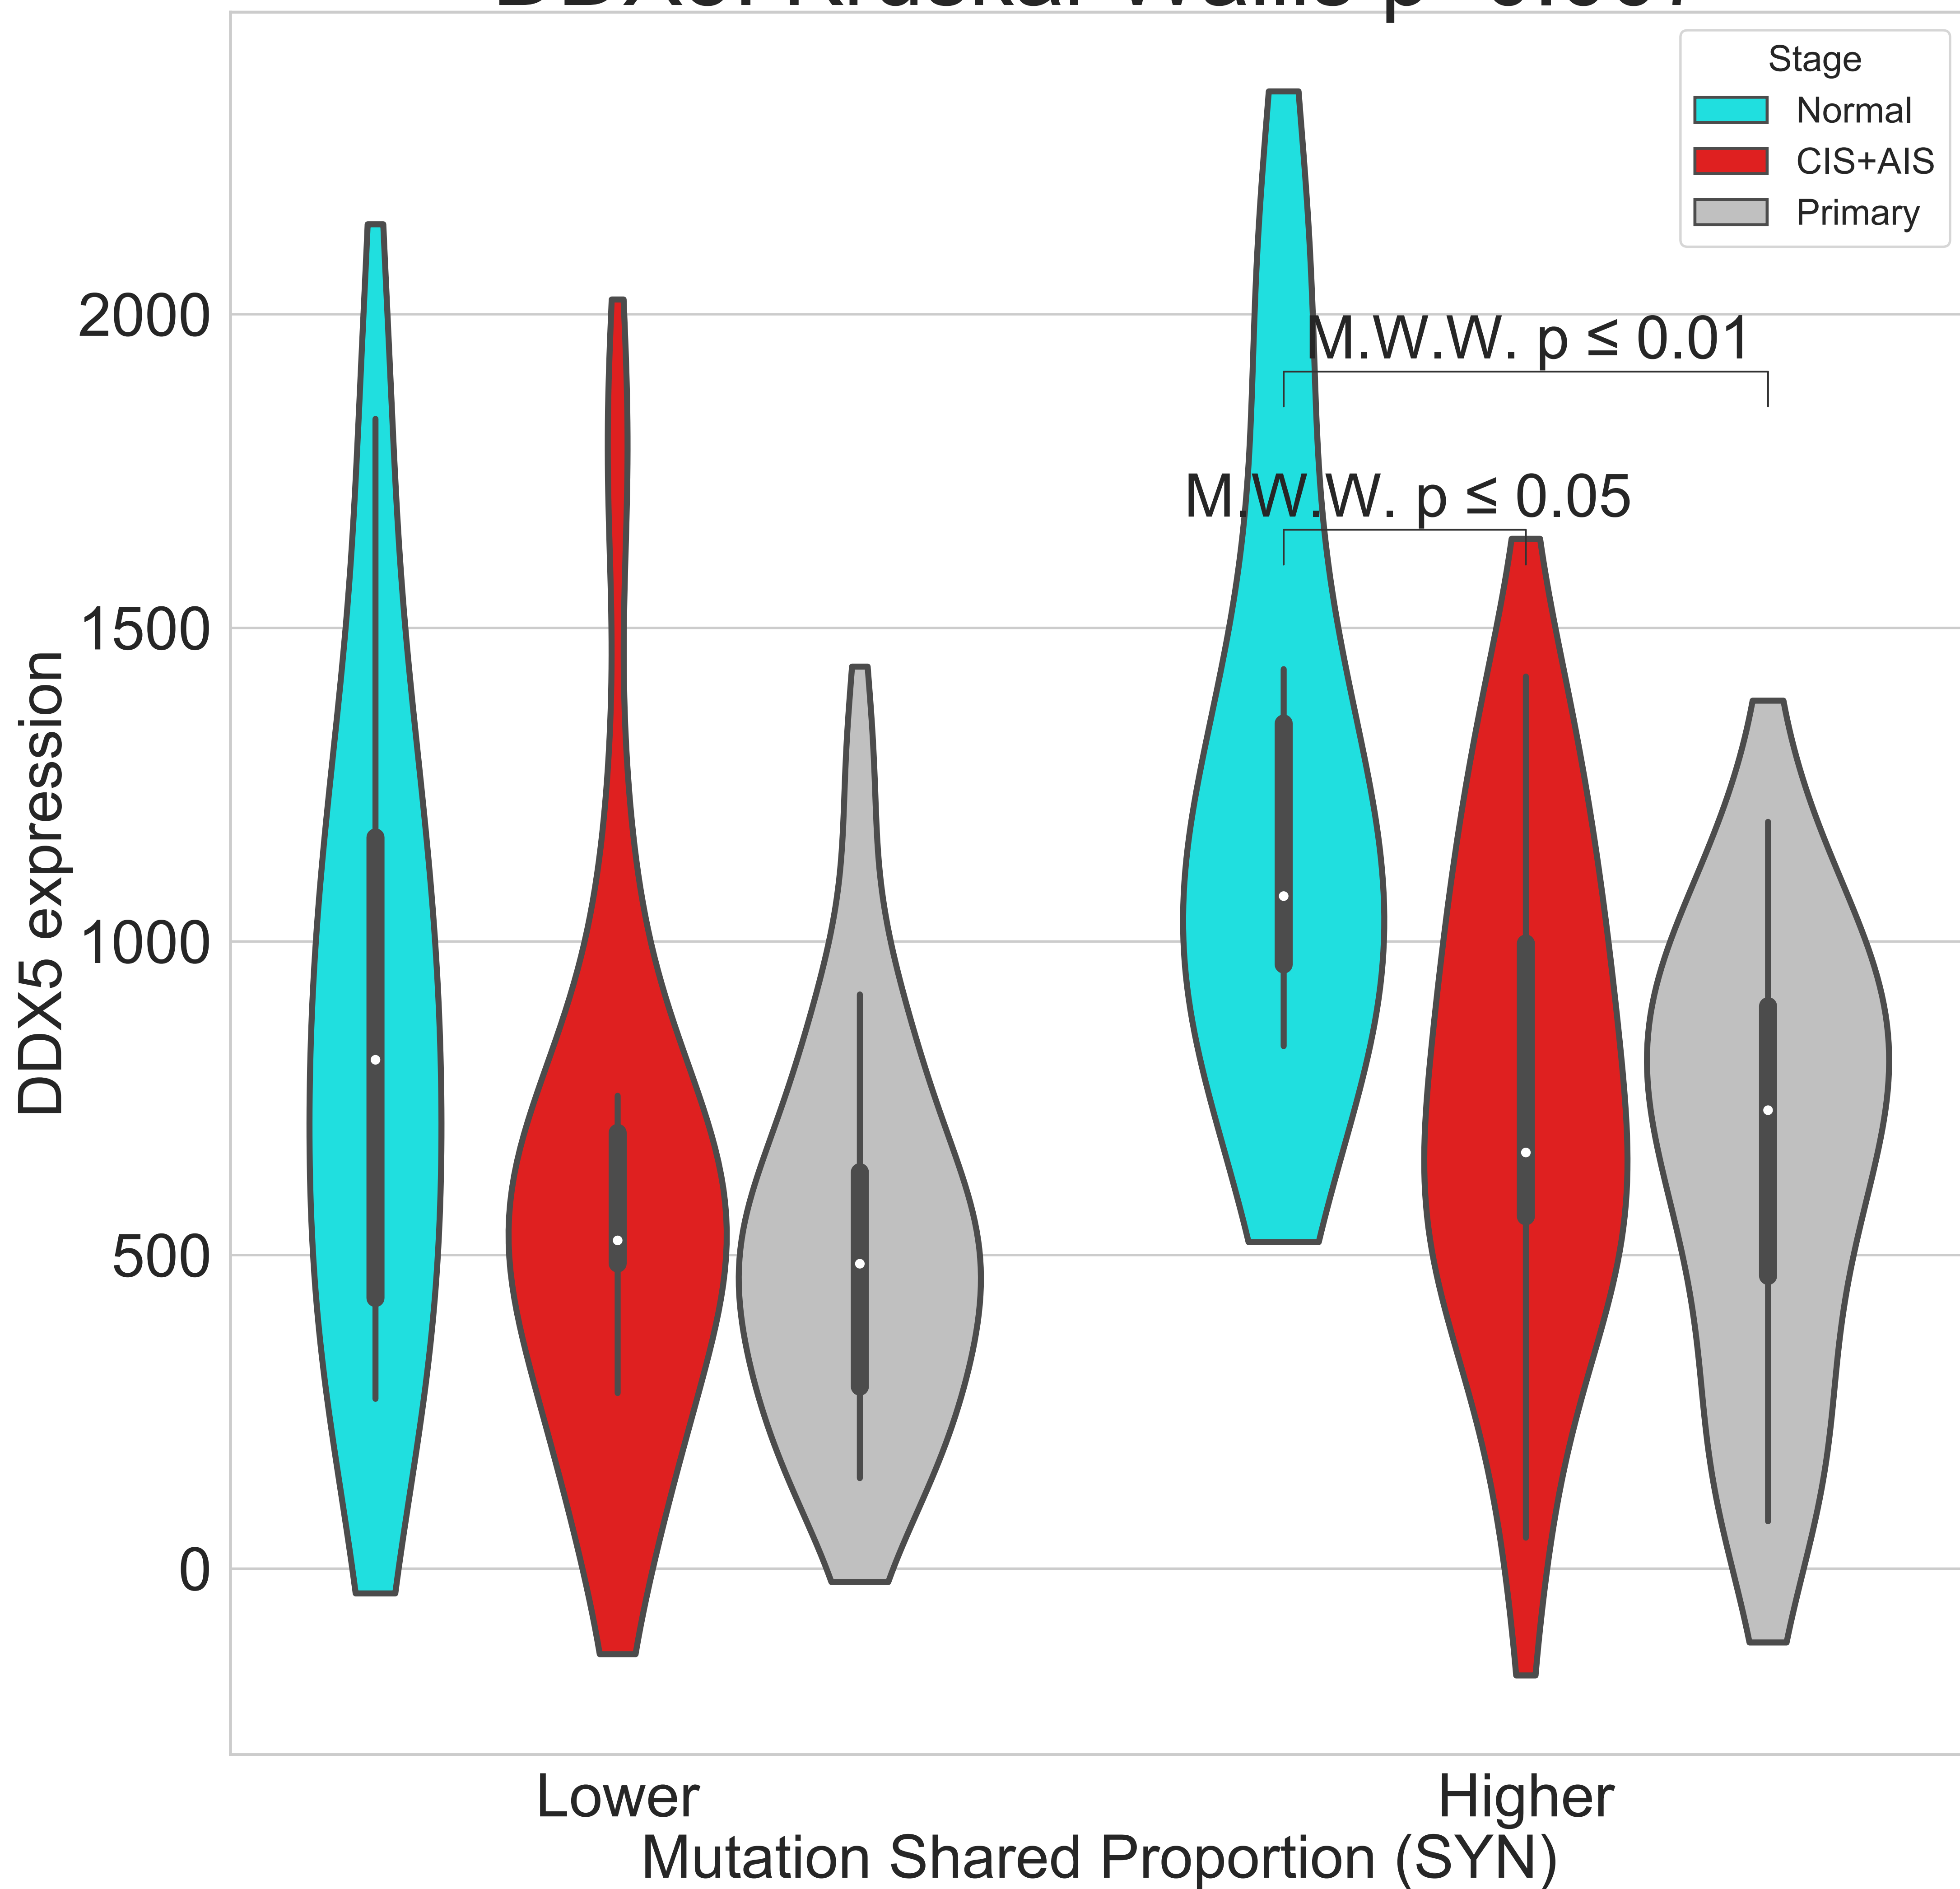 Stage
Normal
CIS+AIS
Primary
2000
1500
1000
500
0
DDX5 expression
M.W.W. p ≤ 0.01
M.W.W. p ≤ 0.05
Lower
Higher
Mutation Shared Proportion (SYN)